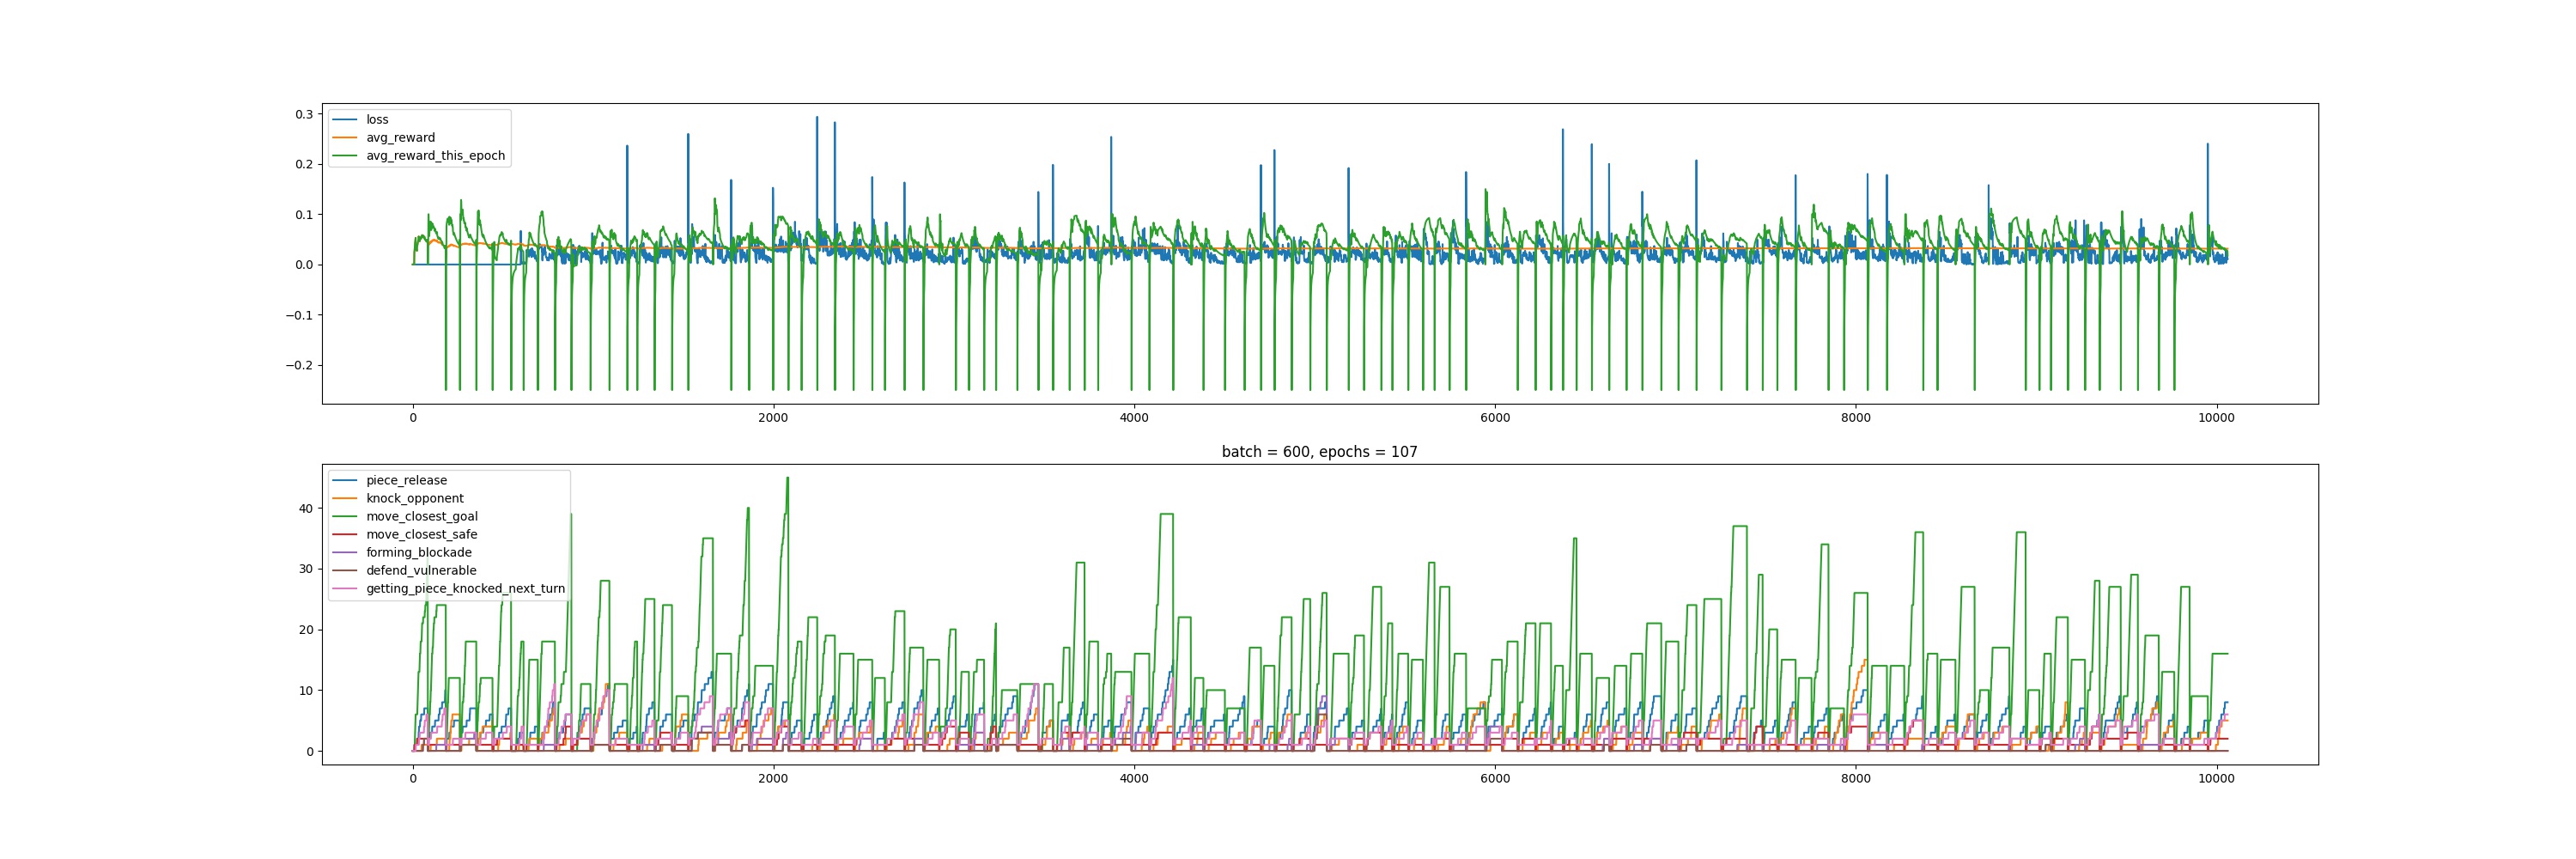 0.3
0.2
0.1
0.0
−0.1
−0.2
loss
avg_reward
avg_reward_this_epoch
0 2000 4000 6000 8000 10000
batch = 600, epochs = 107
40
30
20
10
0
piece_release
knock_opponent
move_closest_goal
move_closest_safe
forming_blockade
defend_vulnerable
getting_piece_knocked_next_turn
0 2000 4000 6000 8000 10000